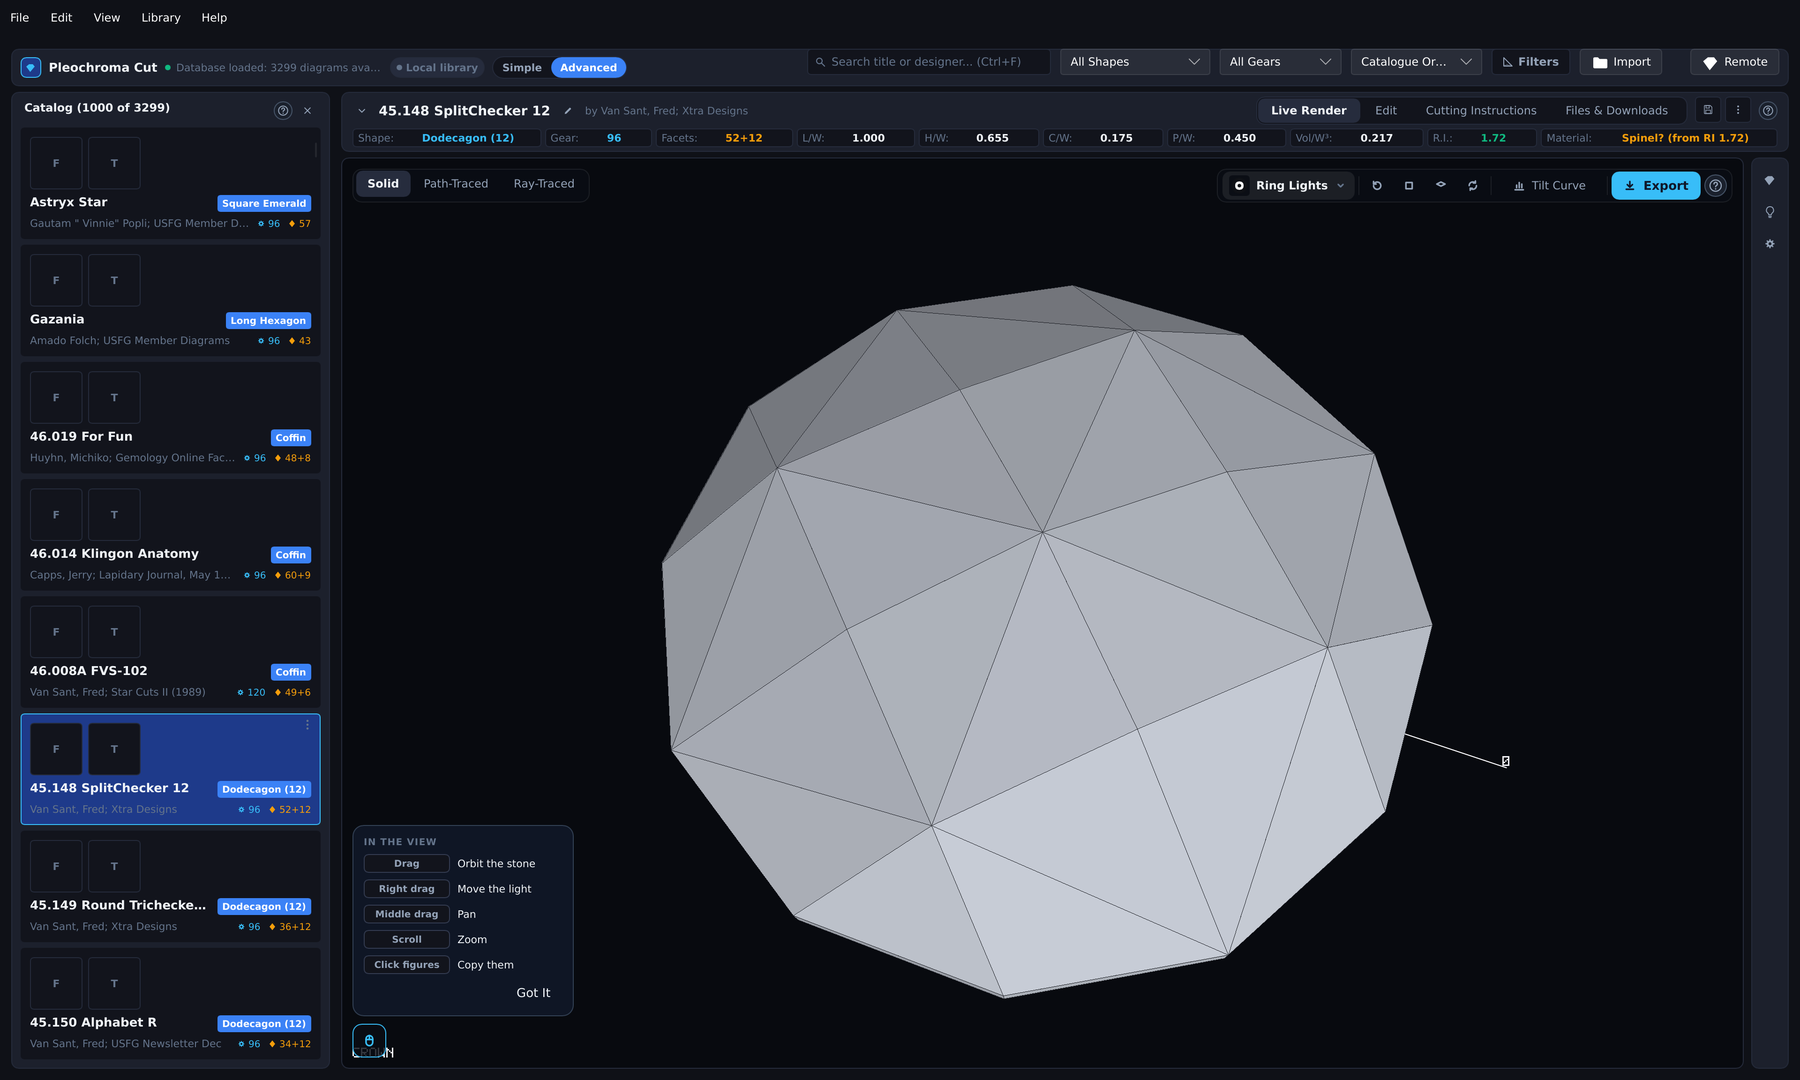 File Edit View Library Help
Pleochroma Cut Database loaded: 3299 diagrams ava... Local library Simple Advanced Search title or designer... (Ctrl+F) All Shapes All Gears Catalogue Or... Filters Import Remote
Catalog (1000 of 3299)
F T
Astryx Star Square Emerald
Gautam " Vinnie" Popli; USFG Member D... 96 57
F T
Gazania Long Hexagon
Amado Folch; USFG Member Diagrams 96 43
F T
46.019 For Fun Coffin
Huyhn, Michiko; Gemology Online Fac... 96 48+8
F T
46.014 Klingon Anatomy Coffin
Capps, Jerry; Lapidary Journal, May 1... 96 60+9
F T
46.008A FVS-102 Coffin
Van Sant, Fred; Star Cuts II (1989) 120 49+6
F T
45.148 SplitChecker 12 Dodecagon (12)
Van Sant, Fred; Xtra Designs 96 52+12
F T
45.149 Round Trichecke... Dodecagon (12)
Van Sant, Fred; Xtra Designs 96 36+12
F T
45.150 Alphabet R Dodecagon (12)
Van Sant, Fred; USFG Newsletter Dec 96 34+12
45.148 SplitChecker 12 by Van Sant, Fred; Xtra Designs Live Render Edit Cutting Instructions Files & Downloads
Shape: Dodecagon (12) Gear: 96 Facets: 52+12 L/W: 1.000 H/W: 0.655 C/W: 0.175 P/W: 0.450 Vol/W³: 0.217 R.I.: 1.72 Material: Spinel? (from RI 1.72)
Solid Path-Traced Ray-Traced Ring Lights Tilt Curve Export
IN THE VIEW
Drag Orbit the stone
Right drag Move the light
Middle drag Pan
Scroll Zoom
Click figures Copy them
Got It